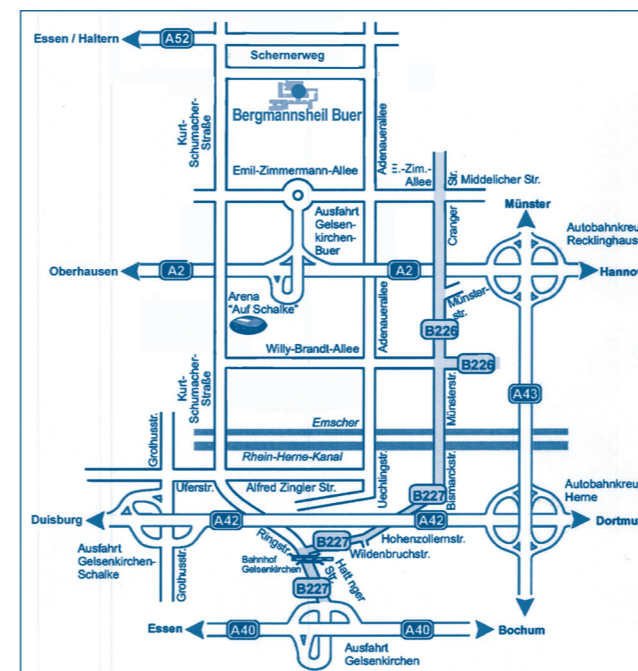 Essen / Haltern
A52
Schernerweg
Bergmannsheil Buer
Kurt-
Schumacher-
Straße
Adenauerallee
Emil-Zimmermann-Allee
E.-Zim.-
Allee
Str.
Middelicher Str.
Cranger
Münster
Ausfahrt
Gelsen-
kirchen-
Buer
Autobahnkreu
Recklinghaus
Oberhausen
A2
A2
Hannov
Arena
"Auf Schalke"
Adenauerallee
Münster-
str.
B226
Willy-Brandt-Allee
B226
Kurt-
Schumacher-
Straße
Münsterstr.
A43
Grothusstr.
Emscher
Rhein-Herne-Kanal
Uferstr.
Alfred Zingler Str.
Uechtingstr.
Bismarckstr.
B227
Autobahnkreu
Herne
Duisburg
A42
A42
Dortmu
Ringstr.
B227
Hohenzollernstr.
Wildenbruchstr.
Ausfahrt
Gelsenkirchen-
Schalke
Grothusstr.
Bahnhof
Gelsenkirchen
Hatt nger
Str.
B227
Essen
A40
A40
Bochum
Ausfahrt
Gelsenkirchen